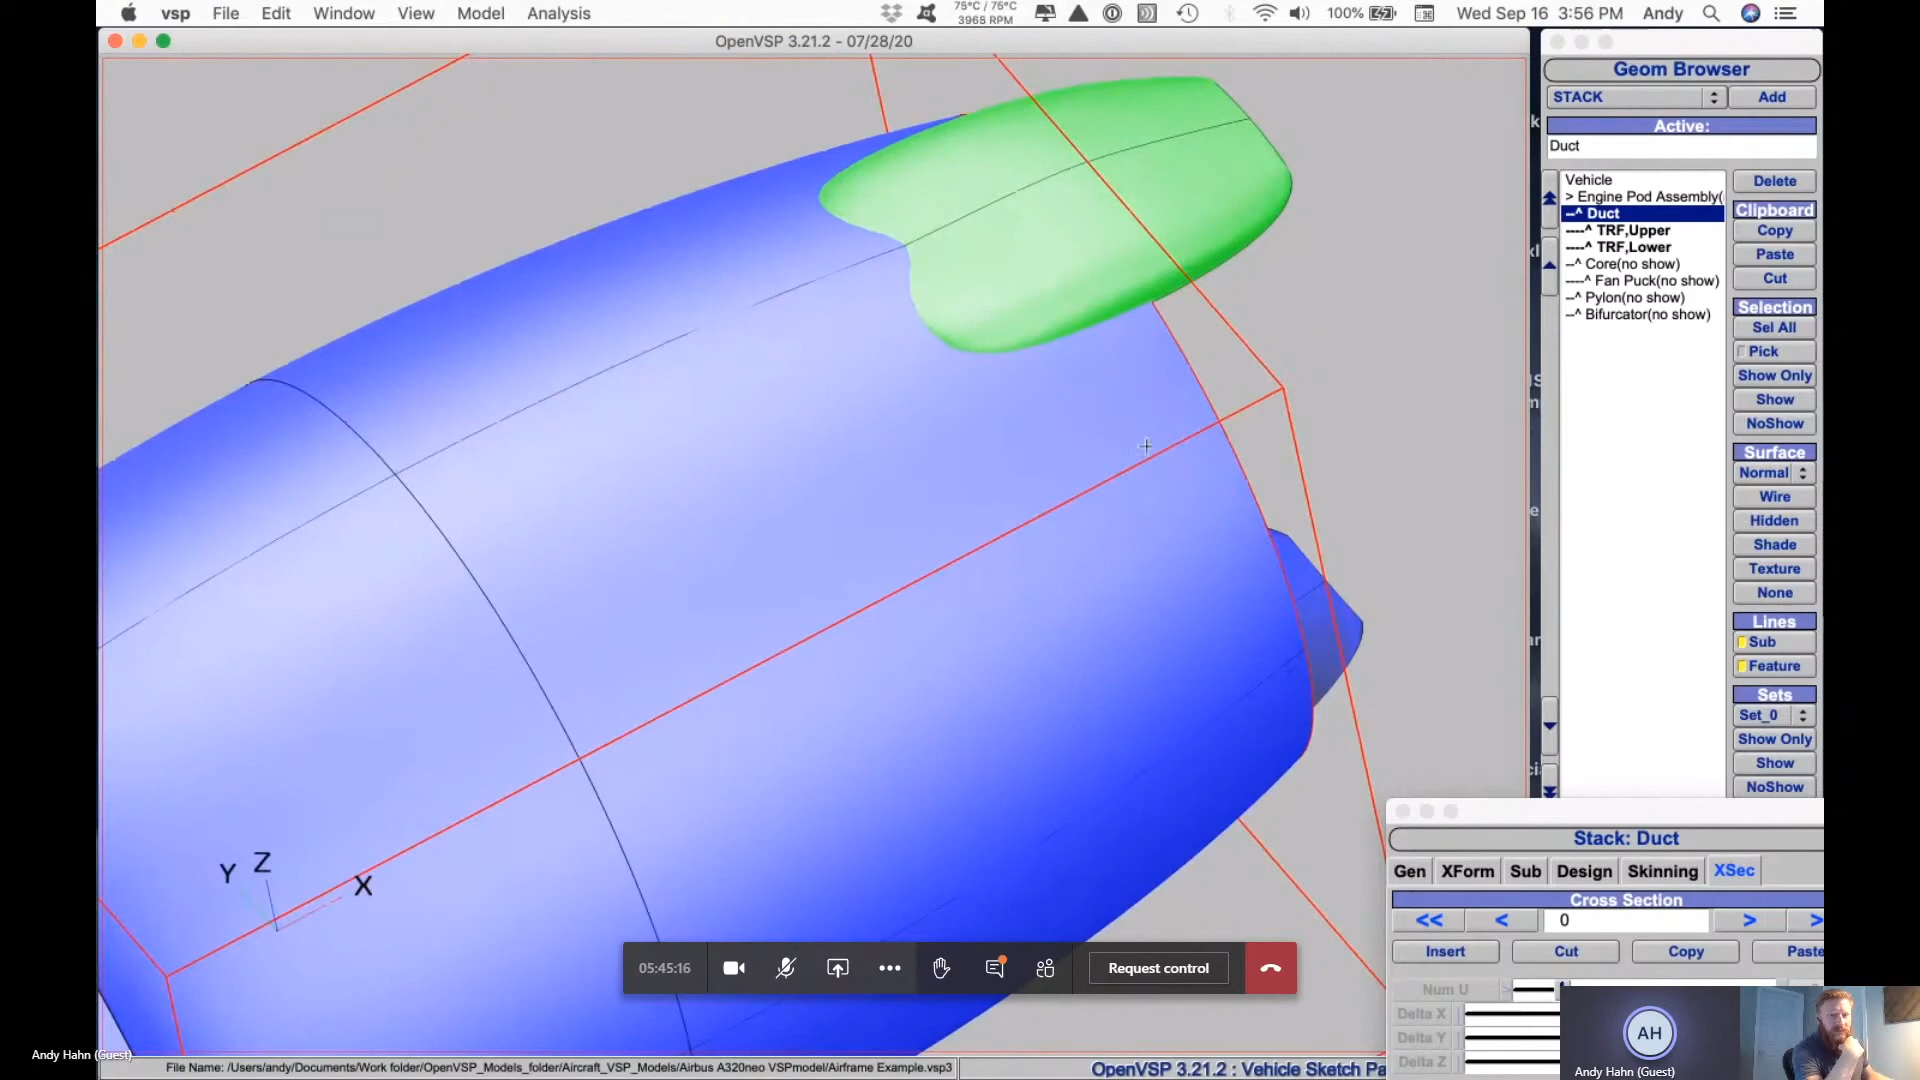 vsp File Edit Window View Model Analysis
75°C / 75°C
3968 RPM
100%
Wed Sep 16 3:56 PM Andy
OpenVSP 3.21.2 - 07/28/20
Geom Browser
STACK
Add
Active:
Duct
Vehicle
> Engine Pod Assembly(
--^ Duct
----^ TRF,Upper
----^ TRF,Lower
--^ Core(no show)
----^ Fan Puck(no show)
--^ Pylon(no show)
--^ Bifurcator(no show)
Delete
Clipboard
Copy
Paste
Cut
Selection
Sel All
Pick
Show Only
Show
NoShow
Surface
Normal
Wire
Hidden
Shade
Texture
None
Lines
Sub
Feature
Sets
Set_0
Show Only
Show
NoShow
Y Z X
Stack: Duct
Gen XForm Sub Design Skinning XSec
Cross Section
<< < 0 > >
Insert Cut Copy Paste
Num U >
Delta X
Delta Y
Delta Z
05:45:16
Request control
AH
Andy Hahn (Guest)
Andy Hahn (Guest)
File Name: /Users/andy/Documents/Work folder/OpenVSP_Models_folder/Aircraft_VSP_Models/Airbus A320neo VSPmodel/Airframe Example.vsp3
OpenVSP 3.21.2 : Vehicle Sketch Pa